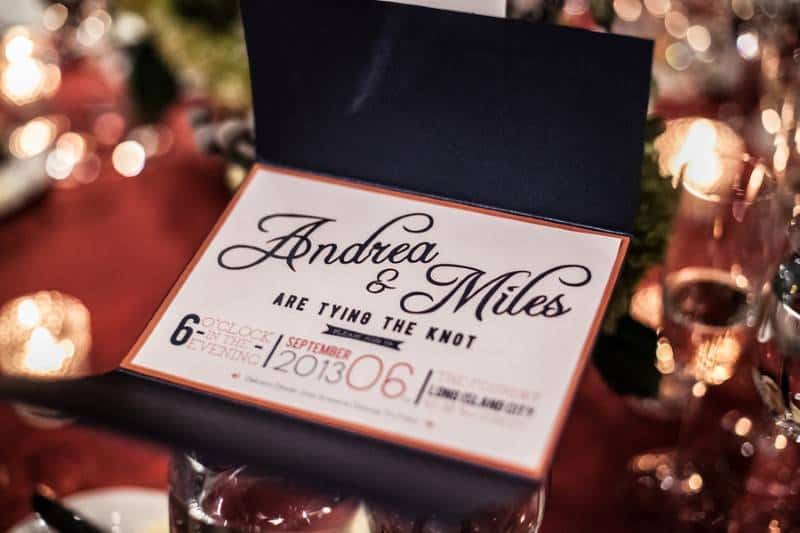 Andrea
& Miles
ARE TYING THE KNOT
PLEASE JOIN US
6- O'CLOCK
IN THE -
EVENING
SEPTEMBER
2013 06
THE FOUNDRY
LONG ISLAND CITY